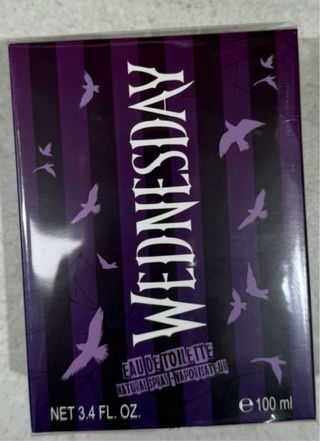 WEDNESDAY
EAU DE TOILETTE
NATURAL SPRAY - VAPORISATEUR
NET 3.4 FL. OZ.
e 100 ml